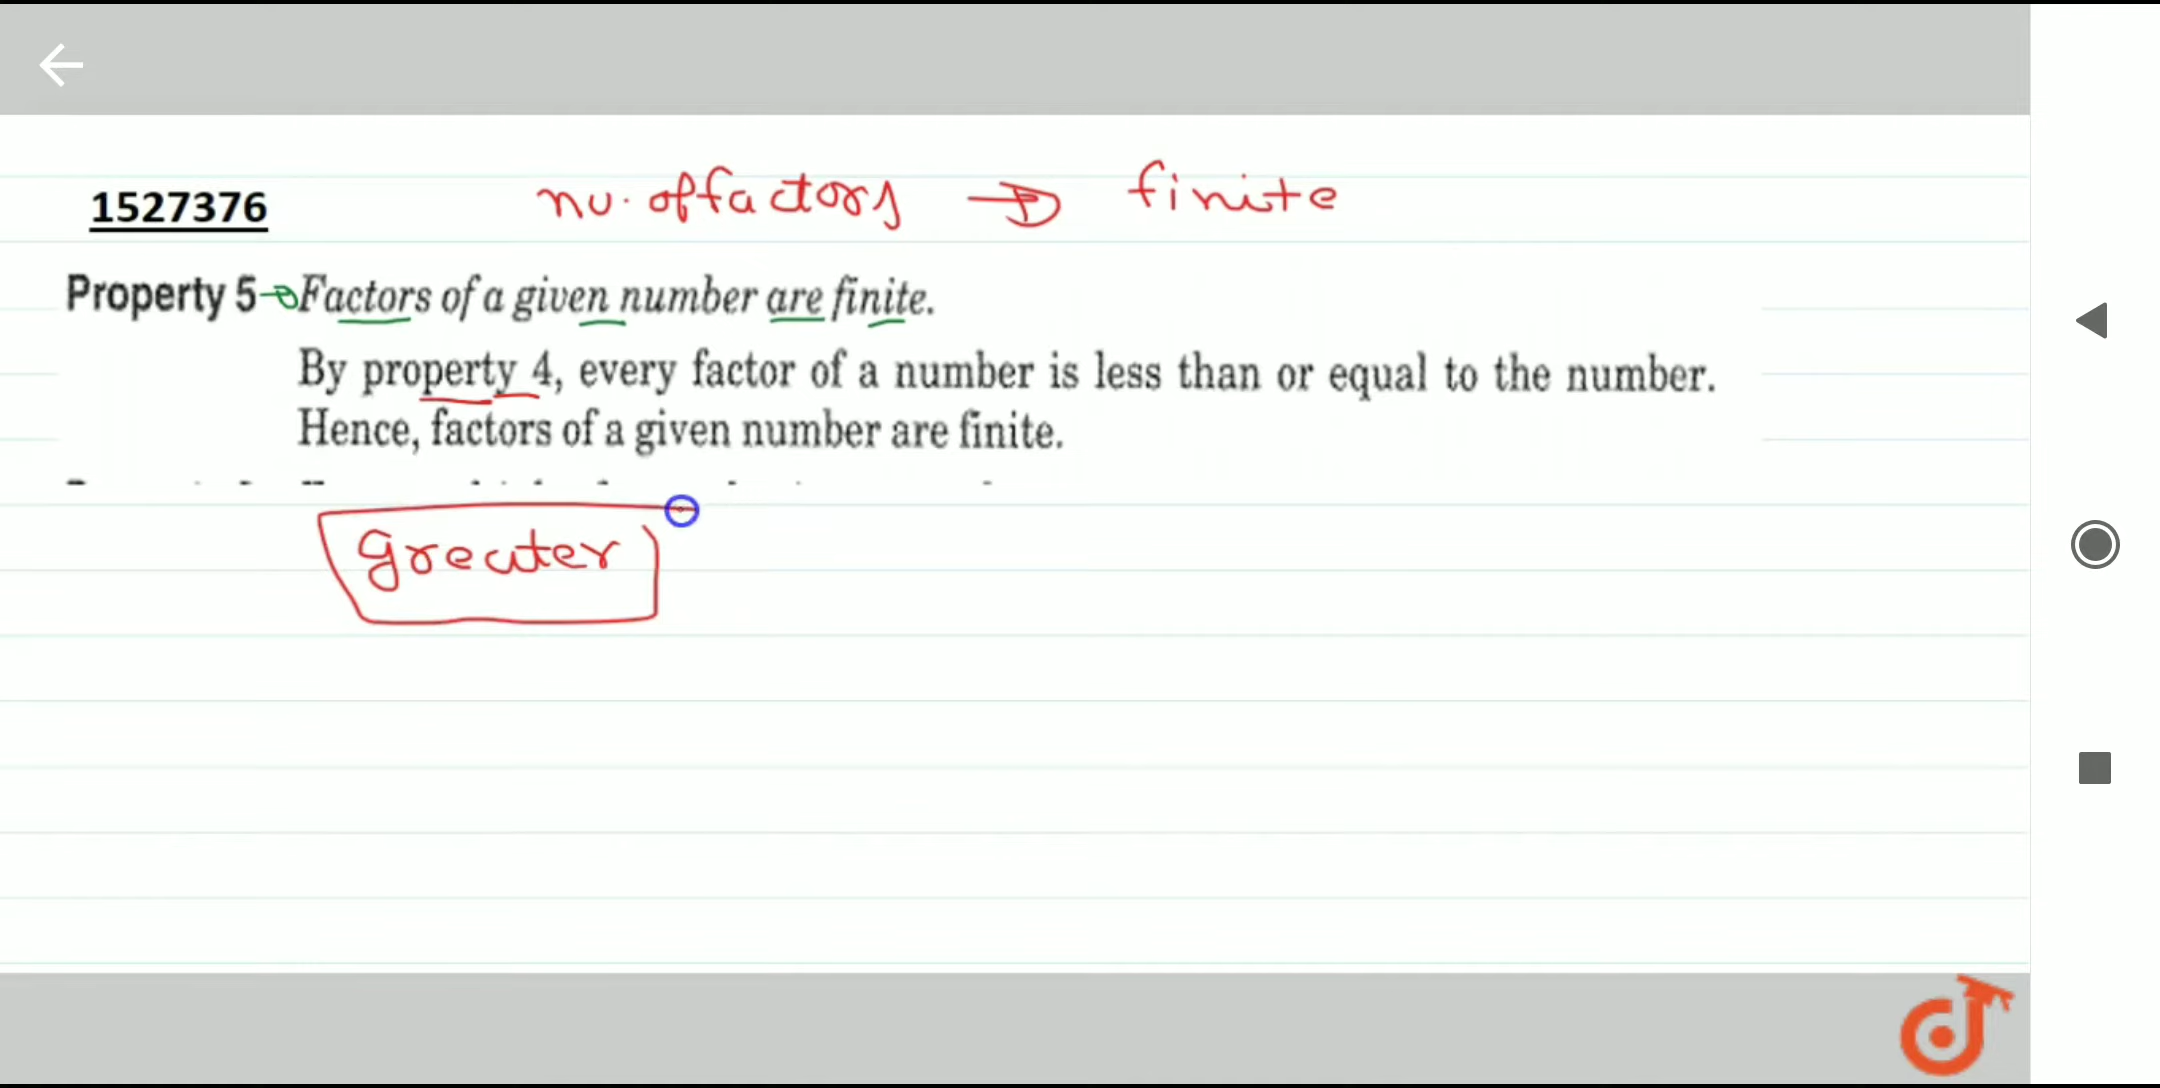 1527376
no. of factors → finite
Property 5 Factors of a given number are finite.
By property 4, every factor of a number is less than or equal to the number.
Hence, factors of a given number are finite.
greater